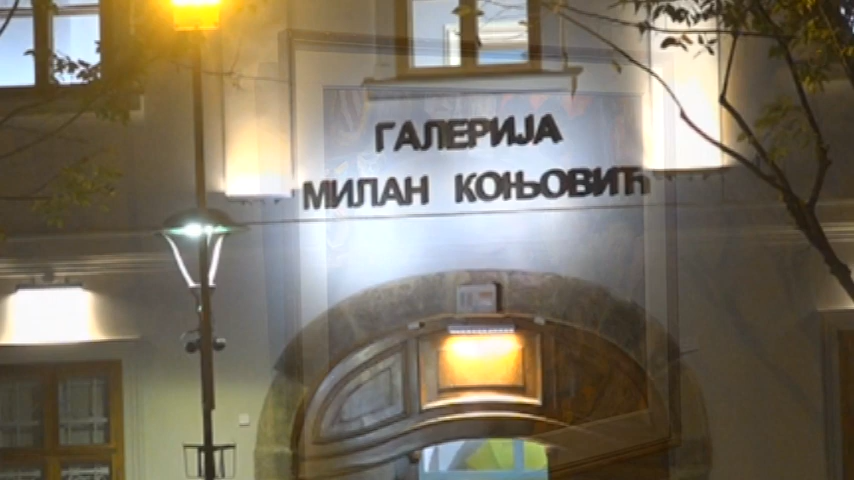 ГАЛЕРИЈА
МИЛАН КОЊОВИЋ